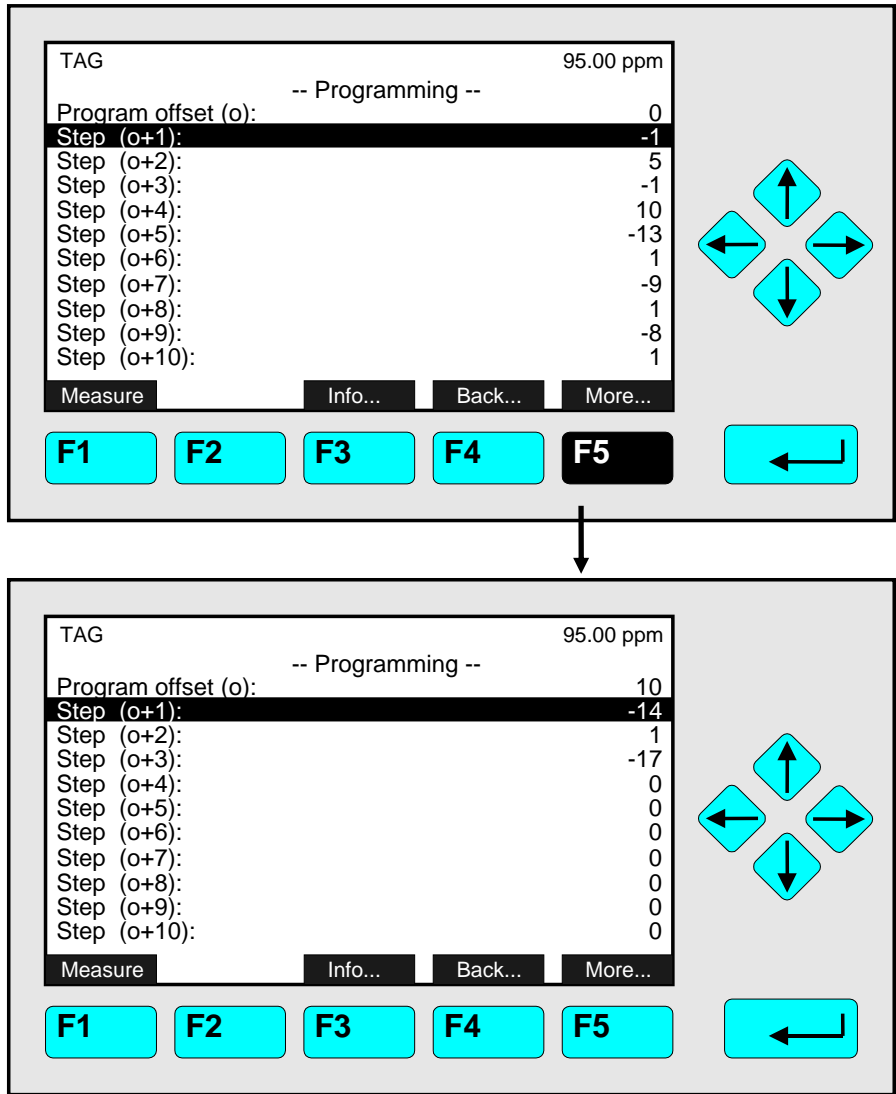 TAG 95.00 ppm
-- Programming --
Program offset (o): 0
Step (o+1): -1
Step (o+2): 5
Step (o+3): -1
Step (o+4): 10
Step (o+5): -13
Step (o+6): 1
Step (o+7): -9
Step (o+8): 1
Step (o+9): -8
Step (o+10): 1
Measure Info... Back... More...
F1 F2 F3 F4 F5
TAG 95.00 ppm
-- Programming --
Program offset (o): 10
Step (o+1): -14
Step (o+2): 1
Step (o+3): -17
Step (o+4): 0
Step (o+5): 0
Step (o+6): 0
Step (o+7): 0
Step (o+8): 0
Step (o+9): 0
Step (o+10): 0
Measure Info... Back... More...
F1 F2 F3 F4 F5